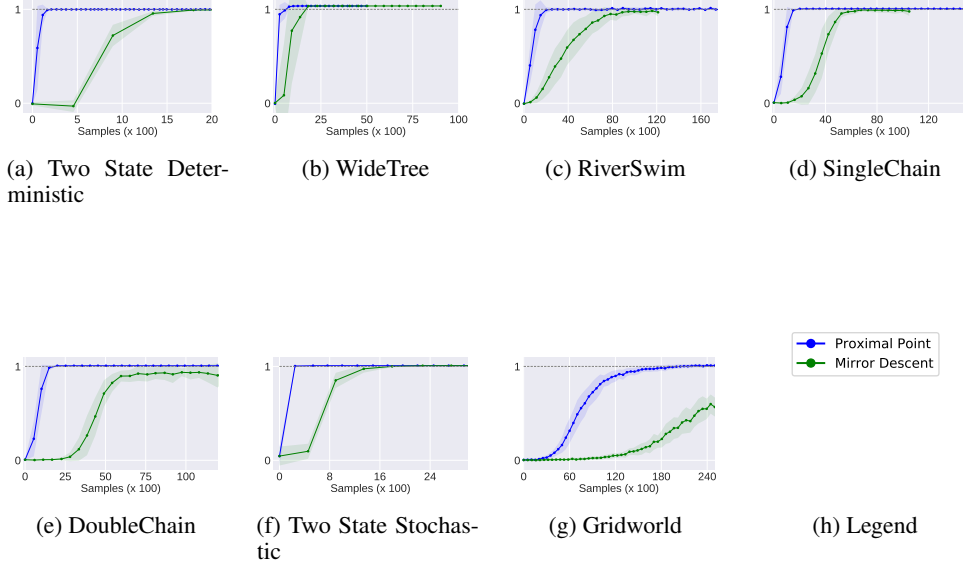 1
0
0 5 10 15 20
Samples (x 100)
(a) Two State Deter-
ministic
1
0
0 25 50 75 100
Samples (x 100)
(b) WideTree
1
0
0 40 80 120 160
Samples (x 100)
(c) RiverSwim
1
0
0 40 80 120
Samples (x 100)
(d) SingleChain
1
0
0 25 50 75 100
Samples (x 100)
(e) DoubleChain
1
0
0 8 16 24
Samples (x 100)
(f) Two State Stochas-
tic
1
0
0 60 120 180 240
Samples (x 100)
(g) Gridworld
Proximal Point
Mirror Descent
(h) Legend